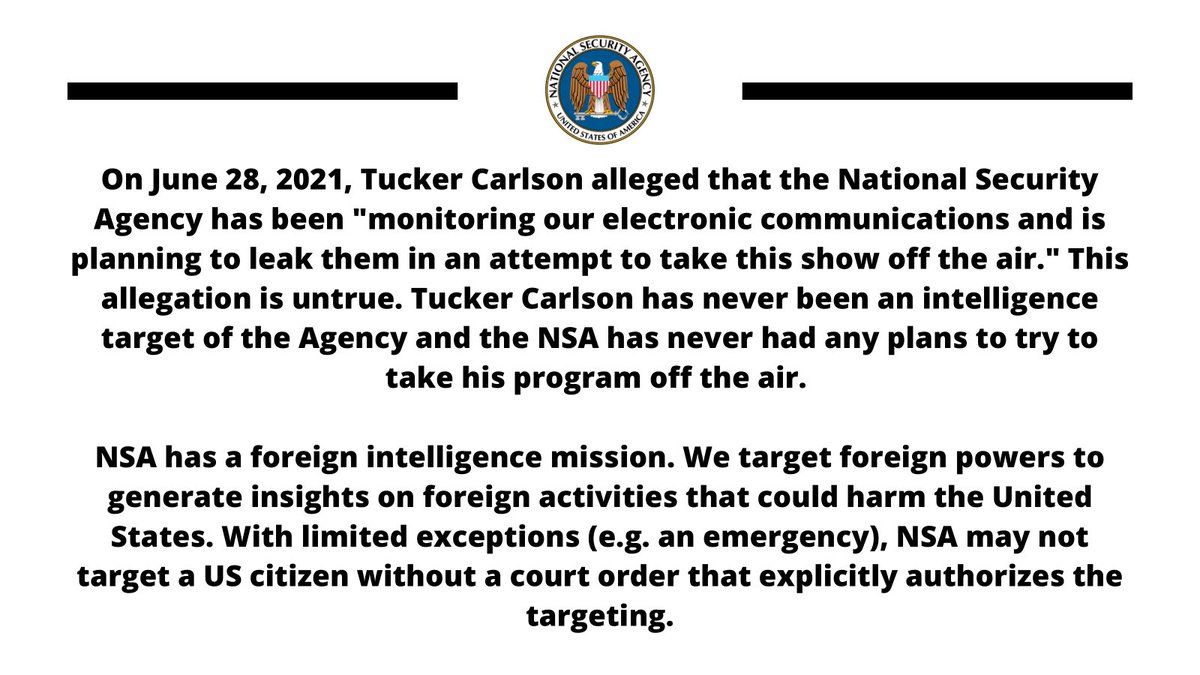 NATIONAL SECURITY AGENCY
UNITED STATES OF AMERICA
On June 28, 2021, Tucker Carlson alleged that the National Security
Agency has been "monitoring our electronic communications and is
planning to leak them in an attempt to take this show off the air." This
allegation is untrue. Tucker Carlson has never been an intelligence
target of the Agency and the NSA has never had any plans to try to
take his program off the air.
NSA has a foreign intelligence mission. We target foreign powers to
generate insights on foreign activities that could harm the United
States. With limited exceptions (e.g. an emergency), NSA may not
target a US citizen without a court order that explicitly authorizes the
targeting.